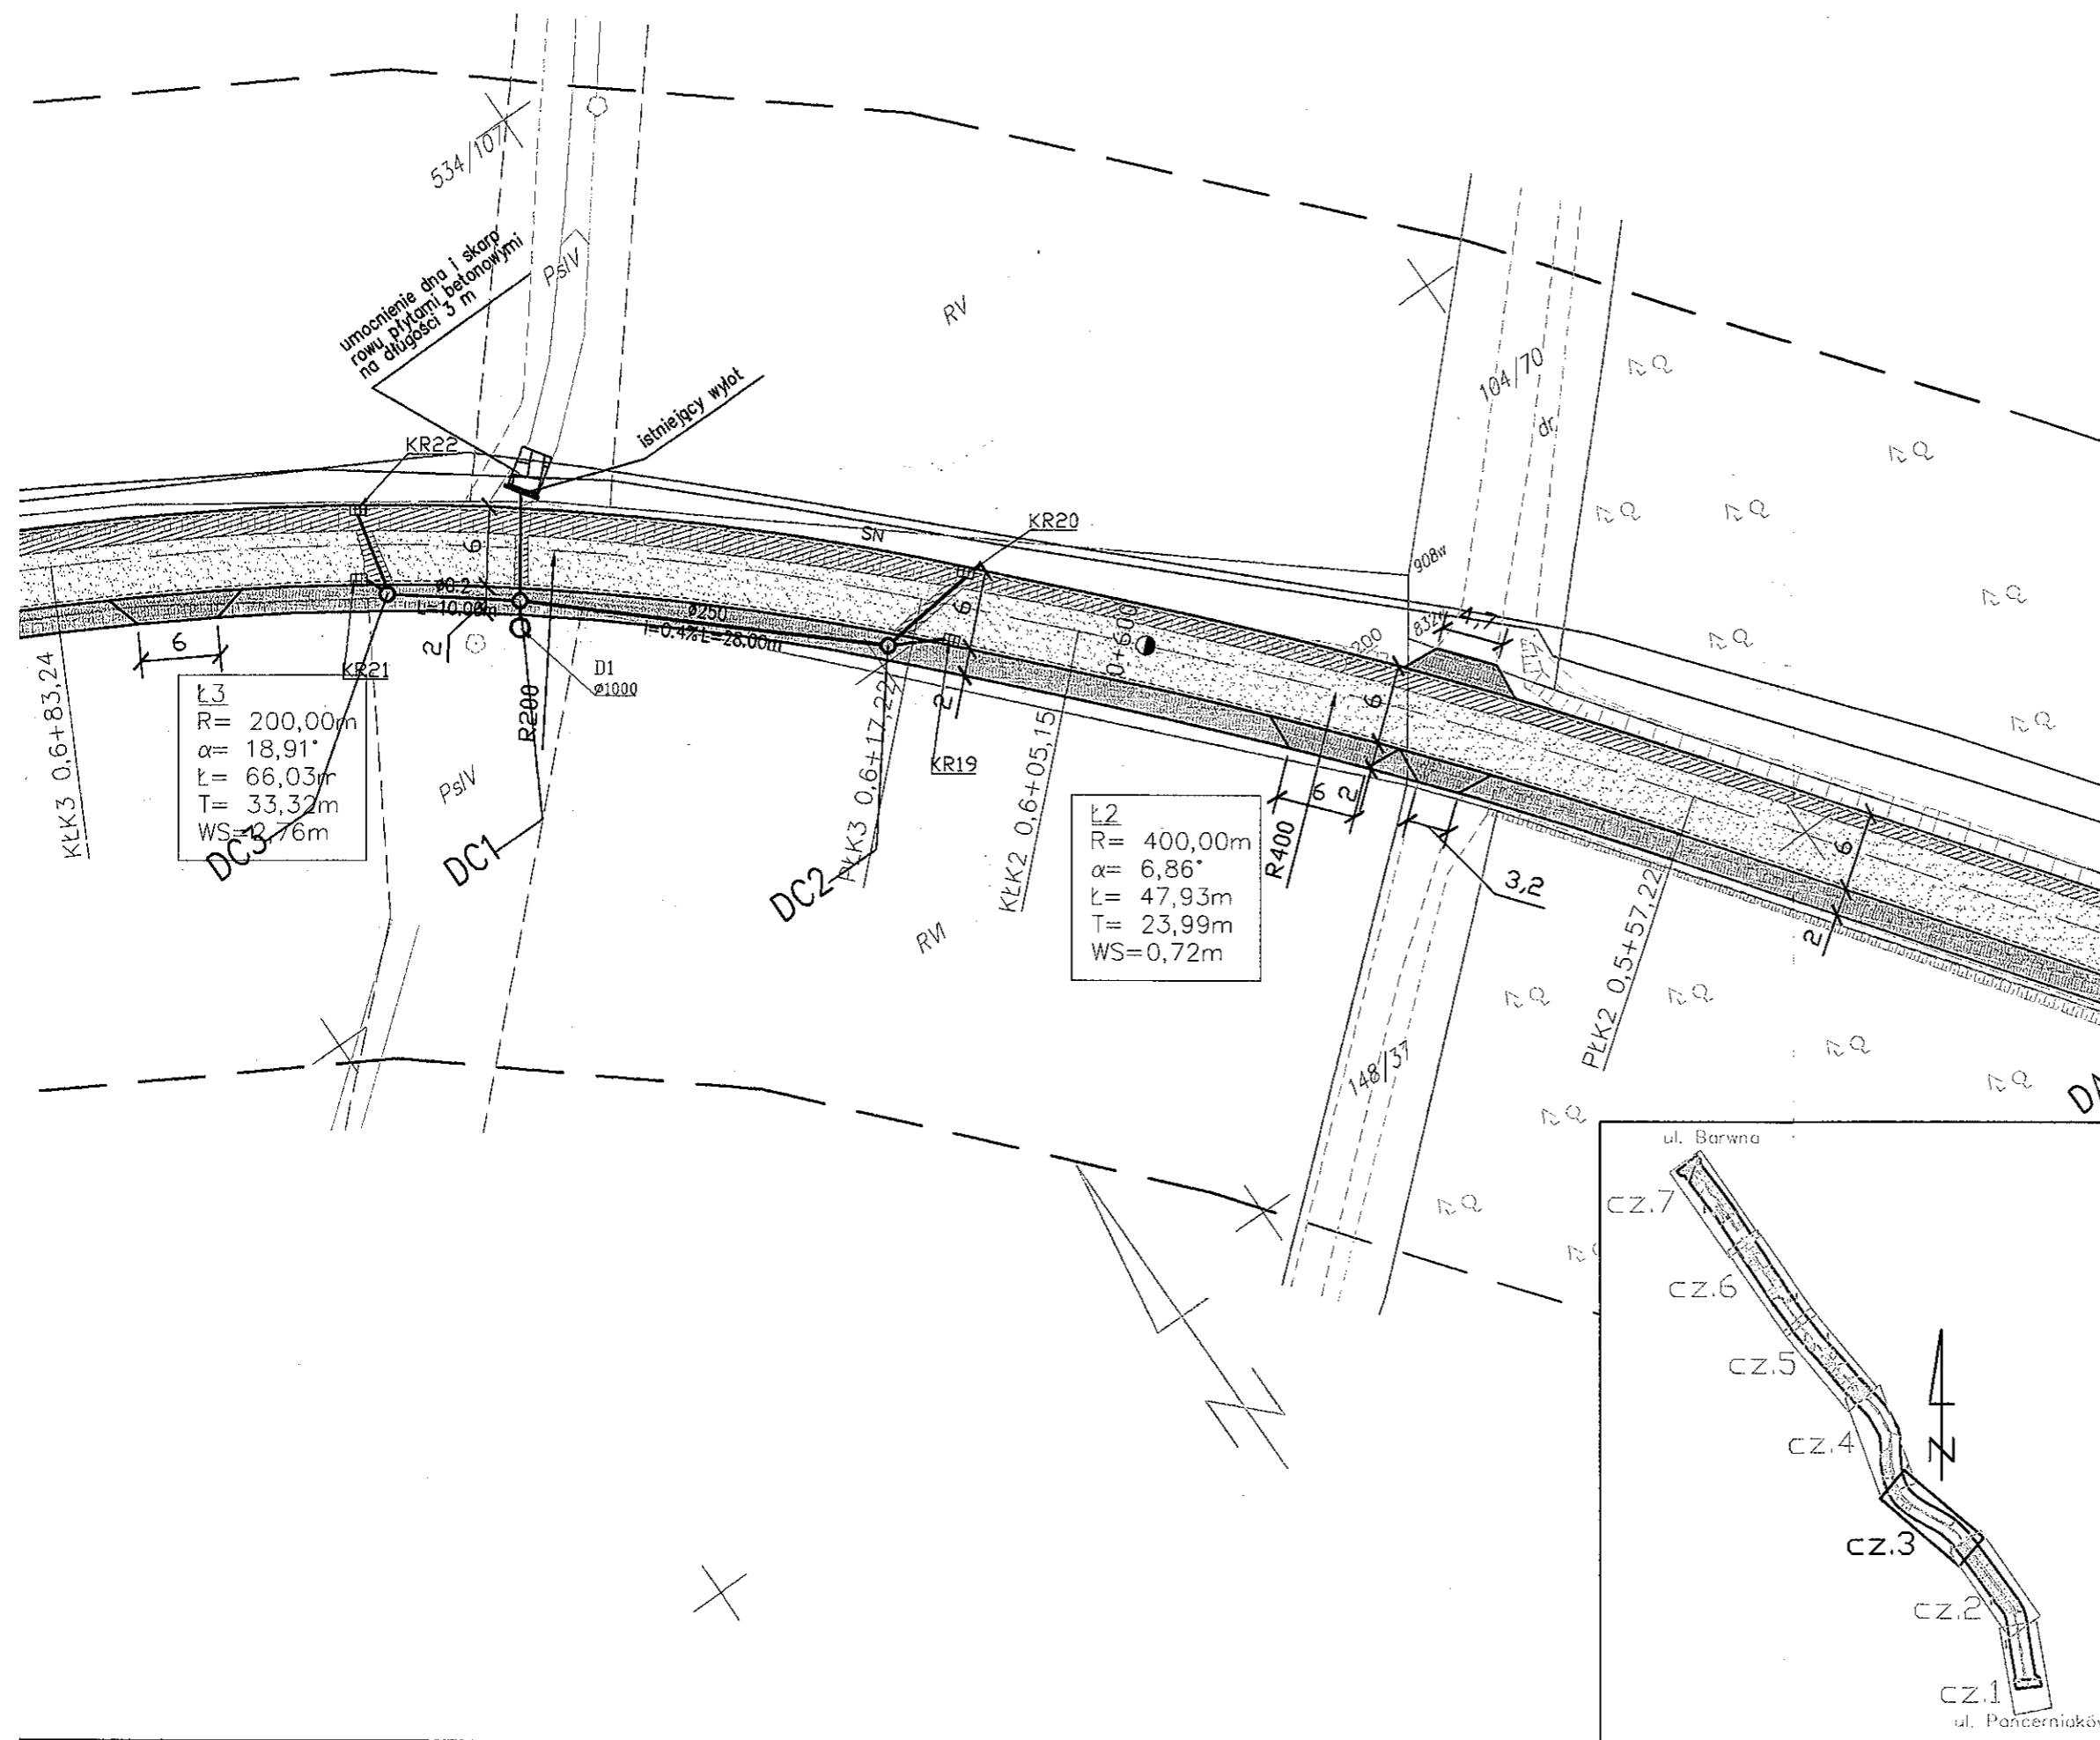 534/107
umocnienie dna i skarp
rowu płytami betonowymi
na długości 3 m
PsIV
RV
istniejący wylot
104/70
dr
KR22
SN
KR20
908w
832w
4,7
200
6
ø0.2
L=10,00m
ø250
i=0.4% L=28,00m
6
0+600
6
2
6
KR21
D1
ø1000
R200
2
KR19
KŁK3 0,6+83,24
Ł3
R= 200,00m
α= 18,91°
Ł= 66,03m
T= 33,32m
WS=2,76m
DC3
PsIV
DC1
DC2
PŁK3 0,6+17,22
KŁK2 0,6+05,15
RVI
Ł2
R= 400,00m
α= 6,86°
Ł= 47,93m
T= 23,99m
WS=0,72m
R400
6
2
3,2
6
2
PŁK2 0,5+57,22
148/37
N
ul. Barwna
cz.7
cz.6
cz.5
cz.4
N
cz.3
cz.2
cz.1
ul. Pancerniaków